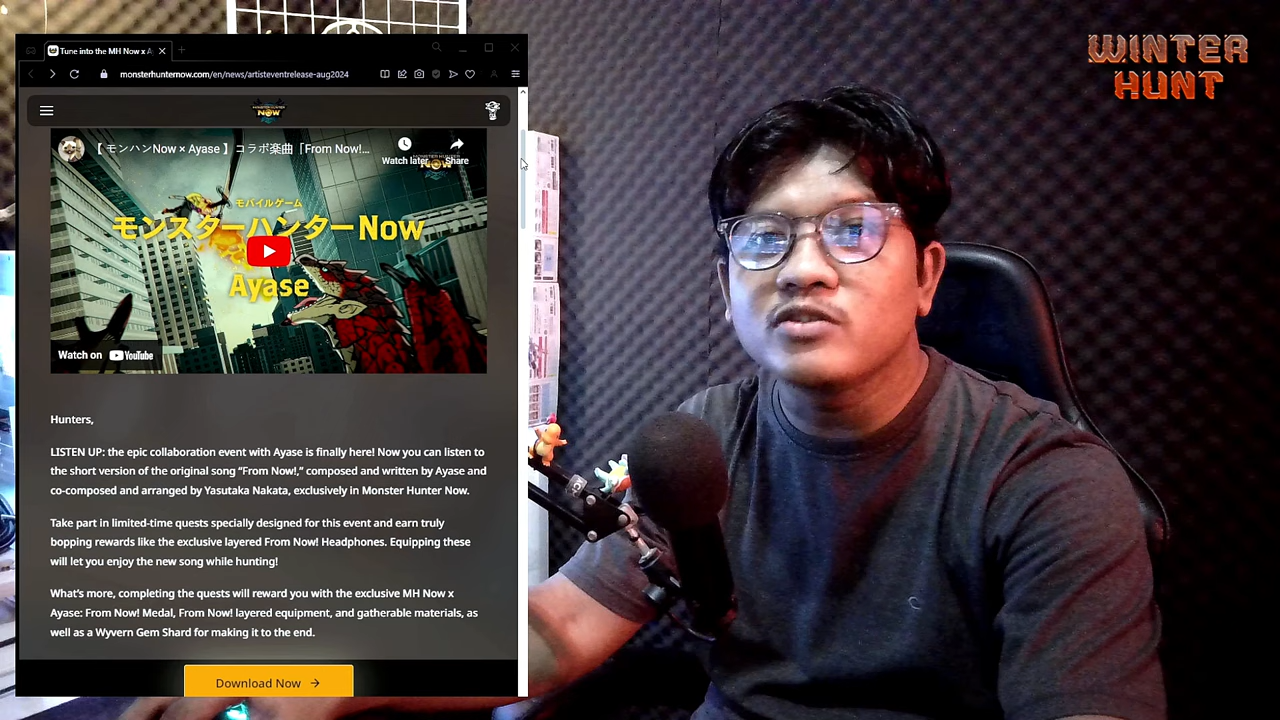 Tune into the MH Now x A
monsterhunternow.com/en/news/artisteventrelease-aug2024
MONSTER HUNTER
NOW
【 モンハンNow × Ayase 】コラボ楽曲「From Now!...
Watch later
Share
モバイルゲーム
モンスターハンターNow
Ayase
Watch on YouTube
Hunters,
LISTEN UP: the epic collaboration event with Ayase is finally here! Now you can listen to
the short version of the original song “From Now!,” composed and written by Ayase and
co-composed and arranged by Yasutaka Nakata, exclusively in Monster Hunter Now.
Take part in limited-time quests specially designed for this event and earn truly
bopping rewards like the exclusive layered From Now! Headphones. Equipping these
will let you enjoy the new song while hunting!
What’s more, completing the quests will reward you with the exclusive MH Now x
Ayase: From Now! Medal, From Now! layered equipment, and gatherable materials, as
well as a Wyvern Gem Shard for making it to the end.
Download Now →
WINTER
HUNT